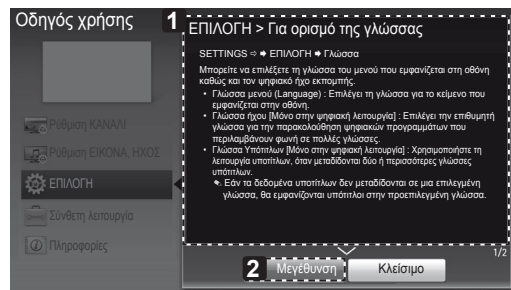 Οδηγός χρήσης
Ρύθμιση ΚΑΝΑΛΙ
Ρύθμιση ΕΙΚΟΝΑ, ΗΧΟΣ
ΕΠΙΛΟΓΗ
Σύνθετη λειτουργία
Πληροφορίες
1
ΕΠΙΛΟΓΗ > Για ορισμό της γλώσσας
SETTINGS ⇨ ➧ ΕΠΙΛΟΓΗ ➧ Γλώσσα
Μπορείτε να επιλέξετε τη γλώσσα του μενού που εμφανίζεται στη οθόνη
καθώς και τον ψηφιακό ήχο εκπομπής.
• Γλώσσα μενού (Language) : Επιλέγει τη γλώσσα για το κείμενο που
εμφανίζεται στην οθόνη.
• Γλώσσα ήχου [Μόνο στην ψηφιακή λειτουργία] : Επιλέγει την επιθυμητή
γλώσσα για την παρακολούθηση ψηφιακών προγραμμάτων που
περιλαμβάνουν φωνή σε πολλές γλώσσες.
• Γλώσσα Υπότιτλων [Μόνο στην ψηφιακή λειτουργία] : Χρησιμοποιήστε τη
λειτουργία υποτίτλων, όταν μεταδίδονται δύο ή περισσότερες γλώσσες
υπότιτλων.
✎ Εάν τα δεδομένα υποτίτλων δεν μεταδίδονται σε μια επιλεγμένη
γλώσσα, θα εμφανίζονται υπότιτλοι στην προεπιλεγμένη γλώσσα.
1/2
2
Μεγέθυνση
Κλείσιμο